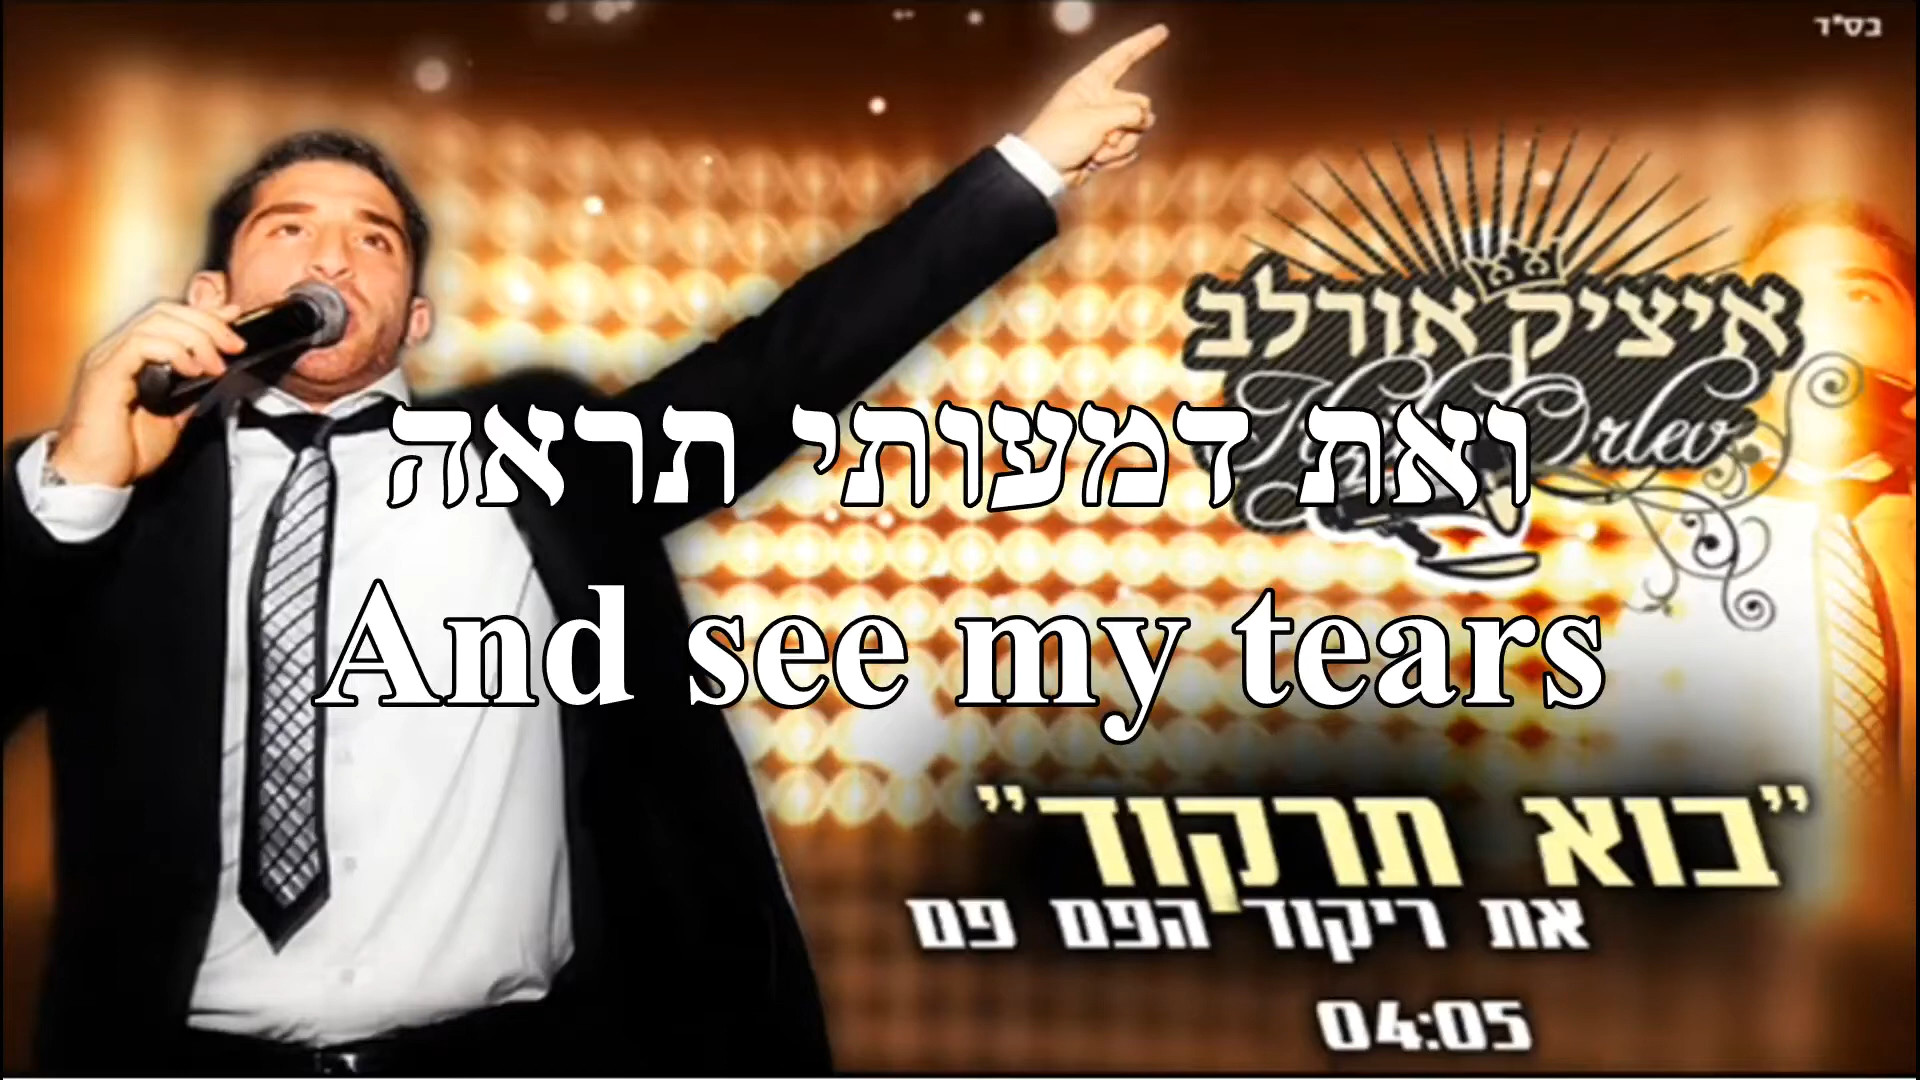 בס"ד
איציק אורלב
Itzik Orlev
ואת דמעותי תראה
And see my tears
"בוא תרקוד"
את ריקוד הפם פם
04:05